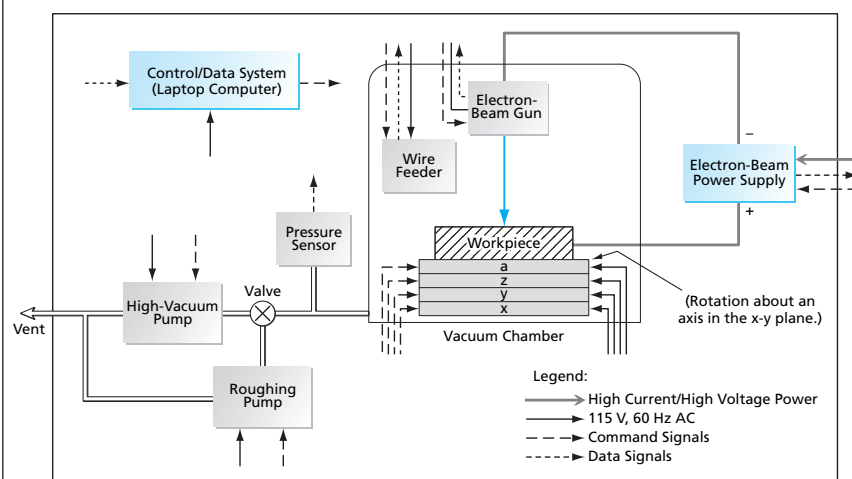 Control/Data System
(Laptop Computer)
Electron-
Beam Gun
Wire
Feeder
–
Electron-Beam
Power Supply
+
Pressure
Sensor
Workpiece
a
z
y
x
(Rotation about an
axis in the x-y plane.)
Vacuum Chamber
High-Vacuum
Pump
Valve
Vent
Roughing
Pump
Legend:
High Current/High Voltage Power
115 V, 60 Hz AC
Command Signals
Data Signals